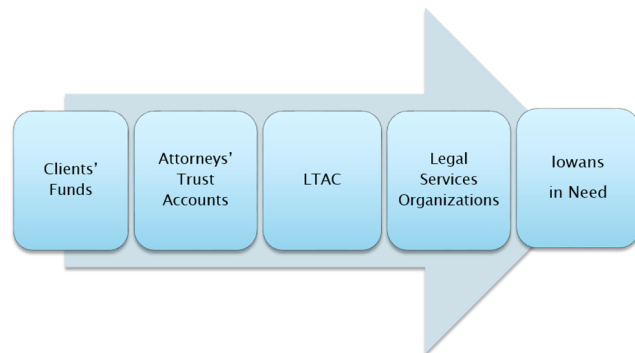 Clients'
Funds
Attorneys'
Trust
Accounts
LTAC
Legal
Services
Organizations
Iowans
in Need